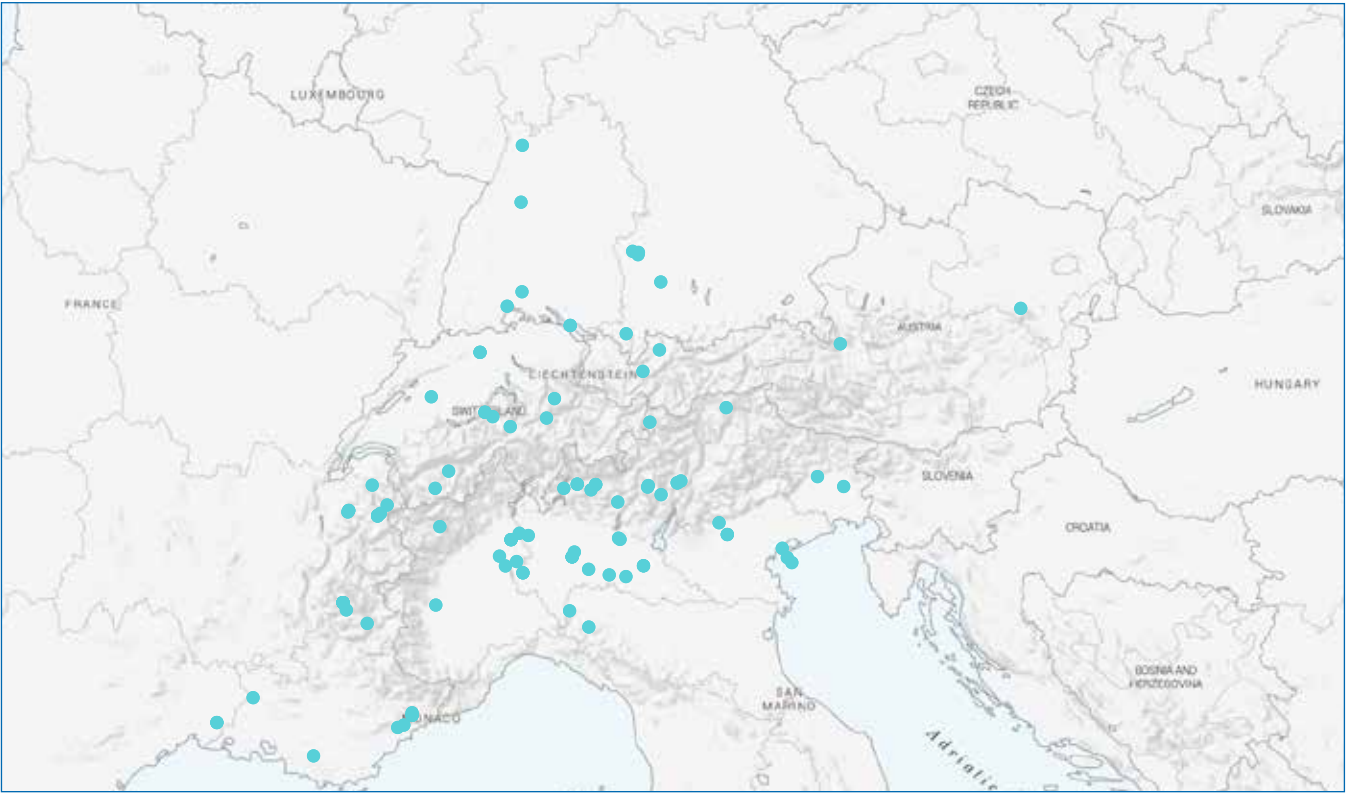 LUXEMBOURG
CZECH
REPUBLIC
SLOVAKIA
FRANCE
AUSTRIA
LIECHTENSTEIN
HUNGARY
SWITZERLAND
SLOVENIA
CROATIA
BOSNIA AND
HERZEGOVINA
SAN
MARINO
MONACO
Adriatic